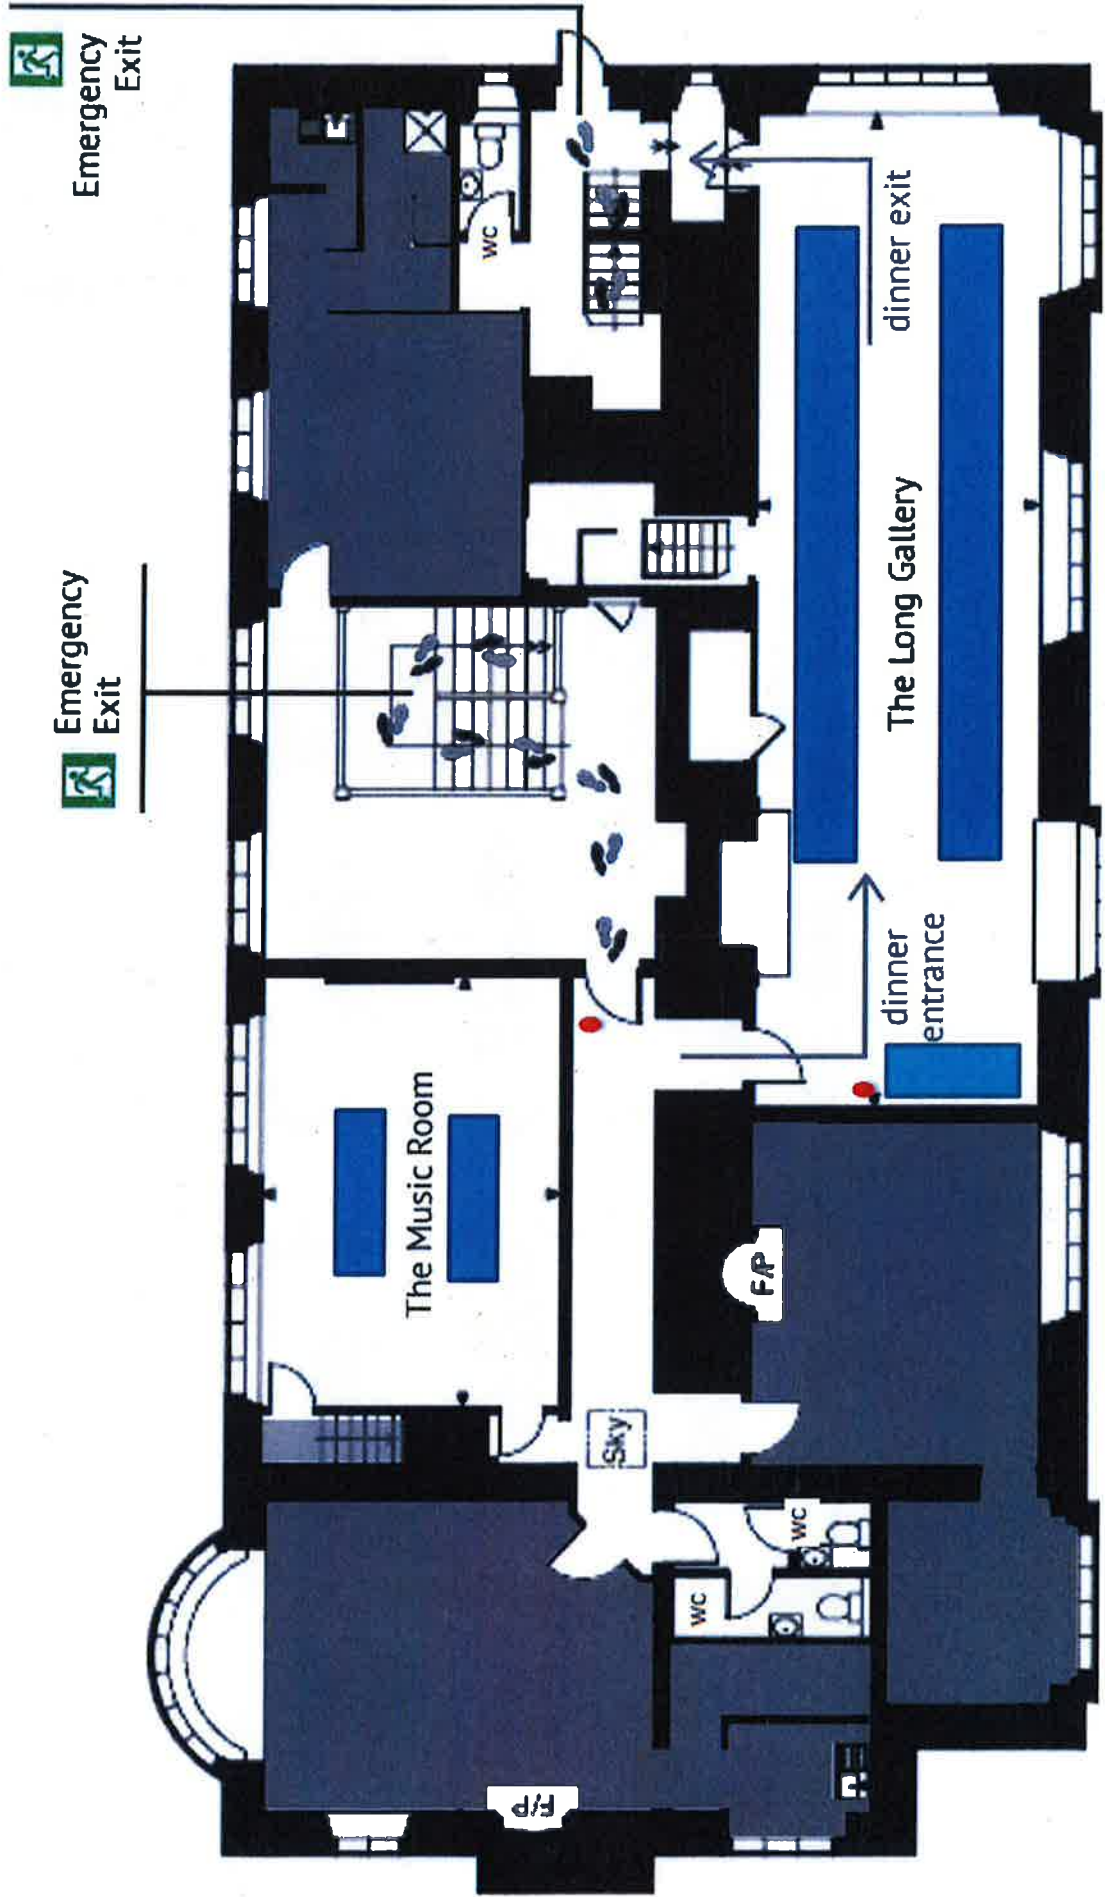 Emergency
Exit
Emergency
Exit
wc
dinner exit
The Long Gallery
dinner
entrance
The Music Room
F/P
Sky
wc
wc
F/P